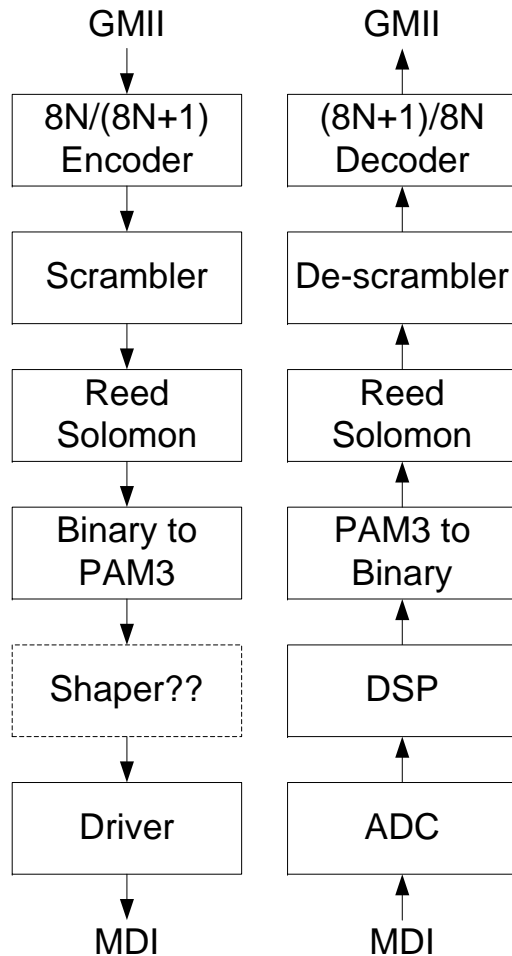 GMII
8N/(8N+1)
Encoder
Scrambler
Reed
Solomon
Binary to
PAM3
Shaper??
Driver
MDI
GMII
(8N+1)/8N
Decoder
De-scrambler
Reed
Solomon
PAM3 to
Binary
DSP
ADC
MDI